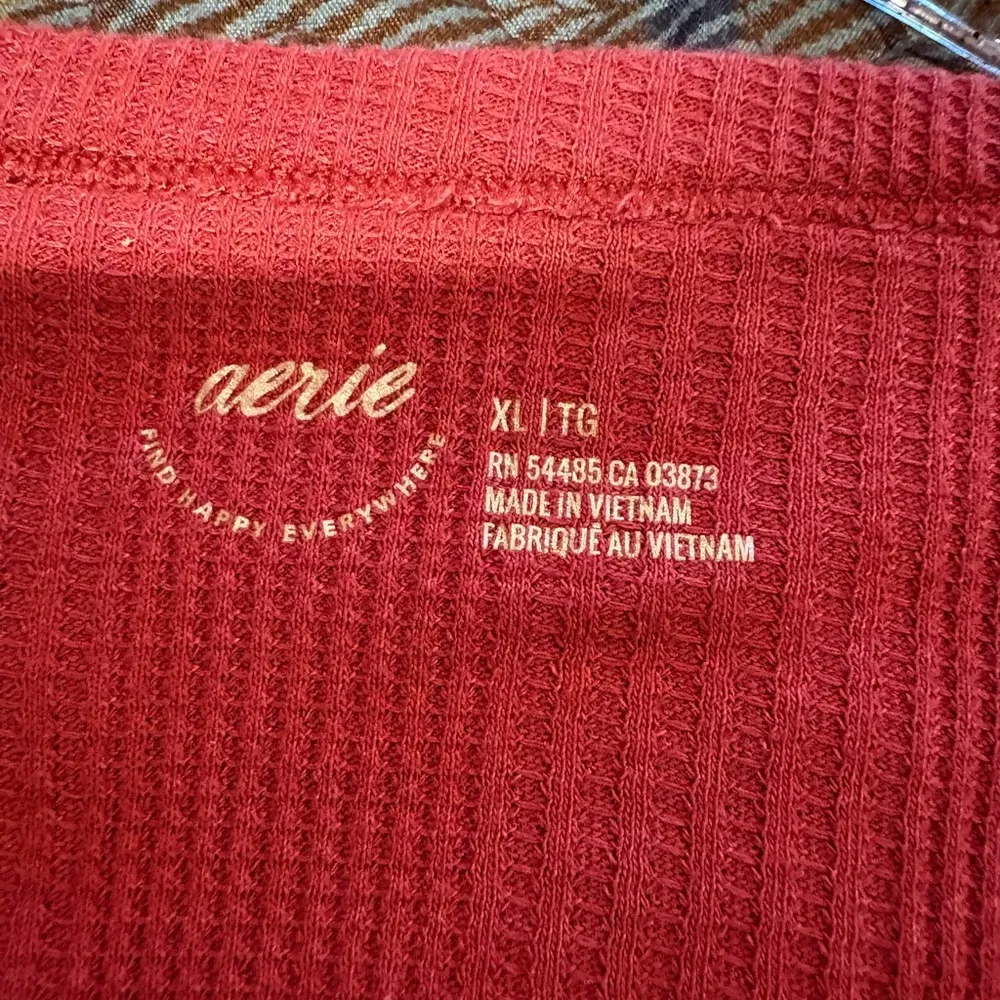 aerie
FIND HAPPY EVERYWHERE
XL | TG
RN 54485 CA 03873
MADE IN VIETNAM
FABRIQUÉ AU VIETNAM